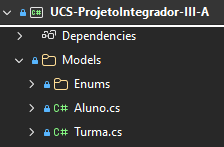 C# UCS-ProjetoIntegrador-III-A
Dependencies
Models
Enums
C# Aluno.cs
C# Turma.cs